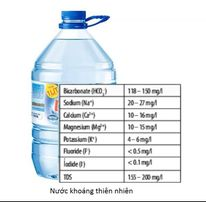 Bicarbonate (HCO₃⁻) 118 – 150 mg/l
Sodium (Na⁺) 20 – 27 mg/l
Calcium (Ca²⁺) 10 – 16 mg/l
Magnesium (Mg²⁺) 10 – 15 mg/l
Potassium (K⁺) 4 – 6 mg/l
Fluoride (F⁻) < 0.5 mg/l
Iodide (I⁻) < 0.1 mg/l
TDS 155 – 200 mg/l
Nước khoáng thiên nhiên